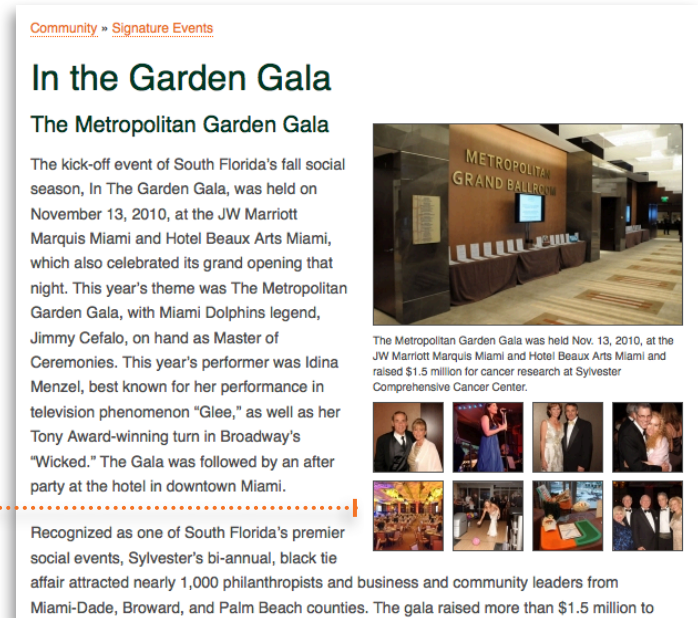 Community » Signature Events
In the Garden Gala
The Metropolitan Garden Gala
The kick-off event of South Florida's fall social
season, In The Garden Gala, was held on
November 13, 2010, at the JW Marriott
Marquis Miami and Hotel Beaux Arts Miami,
which also celebrated its grand opening that
night. This year's theme was The Metropolitan
Garden Gala, with Miami Dolphins legend,
Jimmy Cefalo, on hand as Master of
Ceremonies. This year's performer was Idina
Menzel, best known for her performance in
television phenomenon “Glee,” as well as her
Tony Award-winning turn in Broadway's
“Wicked.” The Gala was followed by an after
party at the hotel in downtown Miami.
METROPOLITAN
GRAND BALLROOM
The Metropolitan Garden Gala was held Nov. 13, 2010, at the
JW Marriott Marquis Miami and Hotel Beaux Arts Miami and
raised $1.5 million for cancer research at Sylvester
Comprehensive Cancer Center.
Recognized as one of South Florida's premier
social events, Sylvester's bi-annual, black tie
affair attracted nearly 1,000 philanthropists and business and community leaders from
Miami-Dade, Broward, and Palm Beach counties. The gala raised more than $1.5 million to